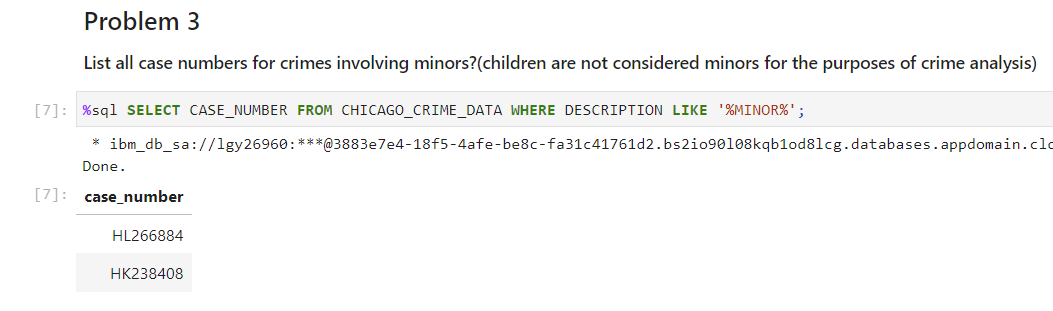 Problem 3
List all case numbers for crimes involving minors?(children are not considered minors for the purposes of crime analysis)
[7]: %sql SELECT CASE_NUMBER FROM CHICAGO_CRIME_DATA WHERE DESCRIPTION LIKE '%MINOR%';
* ibm_db_sa://lgy26960:***@3883e7e4-18f5-4afe-be8c-fa31c41761d2.bs2io90l08kqb1od8lcg.databases.appdomain.clo
Done.
[7]: case_number
HL266884
HK238408